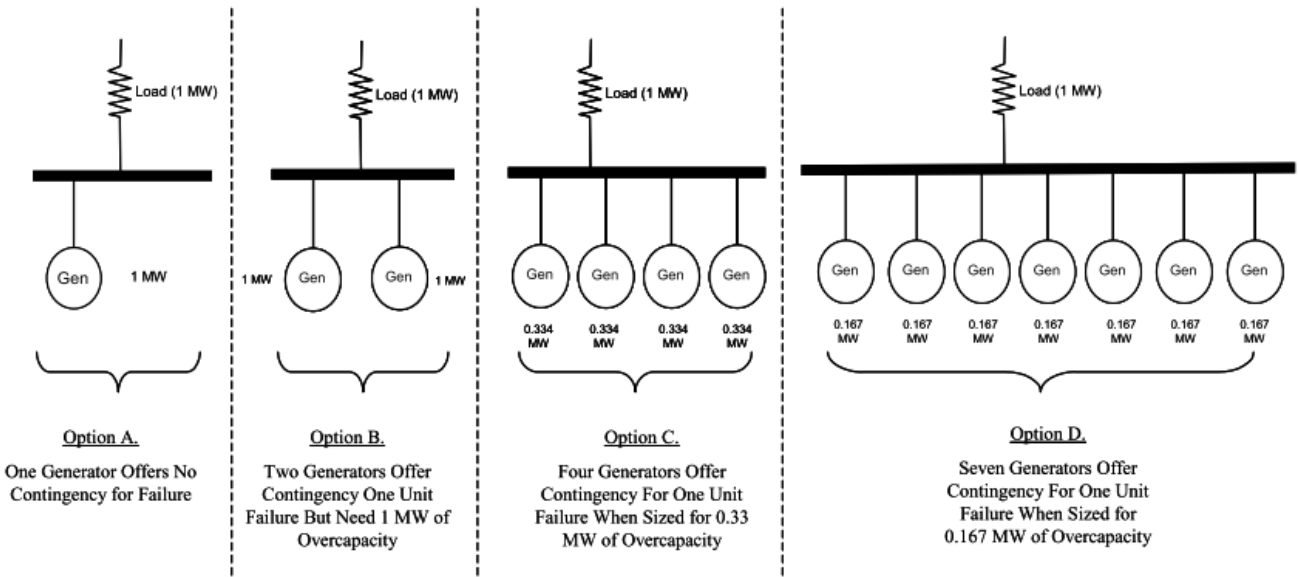 Load (1 MW)
Gen
1 MW
Option A.
One Generator Offers No
Contingency for Failure
Load (1 MW)
1 MW
Gen
Gen
1 MW
Option B.
Two Generators Offer
Contingency One Unit
Failure But Need 1 MW of
Overcapacity
Load (1 MW)
Gen
Gen
Gen
Gen
0.334
MW
0.334
MW
0.334
MW
0.334
MW
Option C.
Four Generators Offer
Contingency For One Unit
Failure When Sized for 0.33
MW of Overcapacity
Load (1 MW)
Gen
Gen
Gen
Gen
Gen
Gen
Gen
0.167
MW
0.167
MW
0.167
MW
0.167
MW
0.167
MW
0.167
MW
0.167
MW
Option D.
Seven Generators Offer
Contingency For One Unit
Failure When Sized for
0.167 MW of Overcapacity